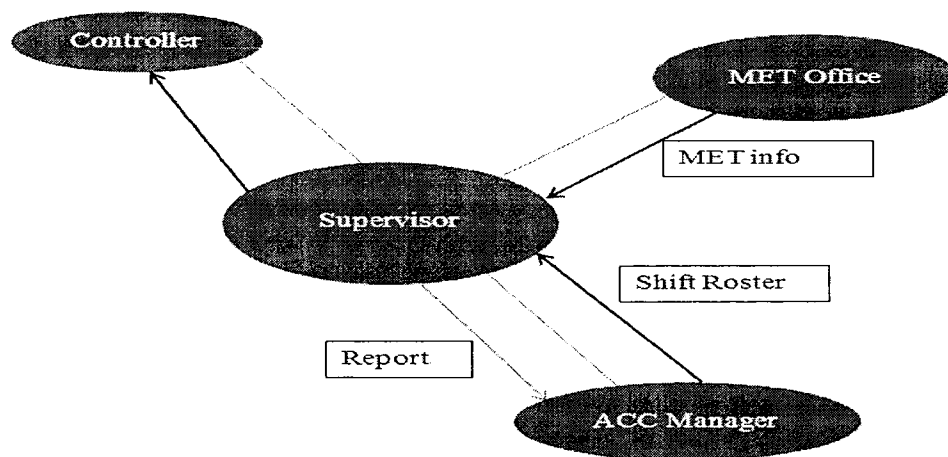 Controller
MET Office
MET info
Supervisor
Shift Roster
Report
ACC Manager